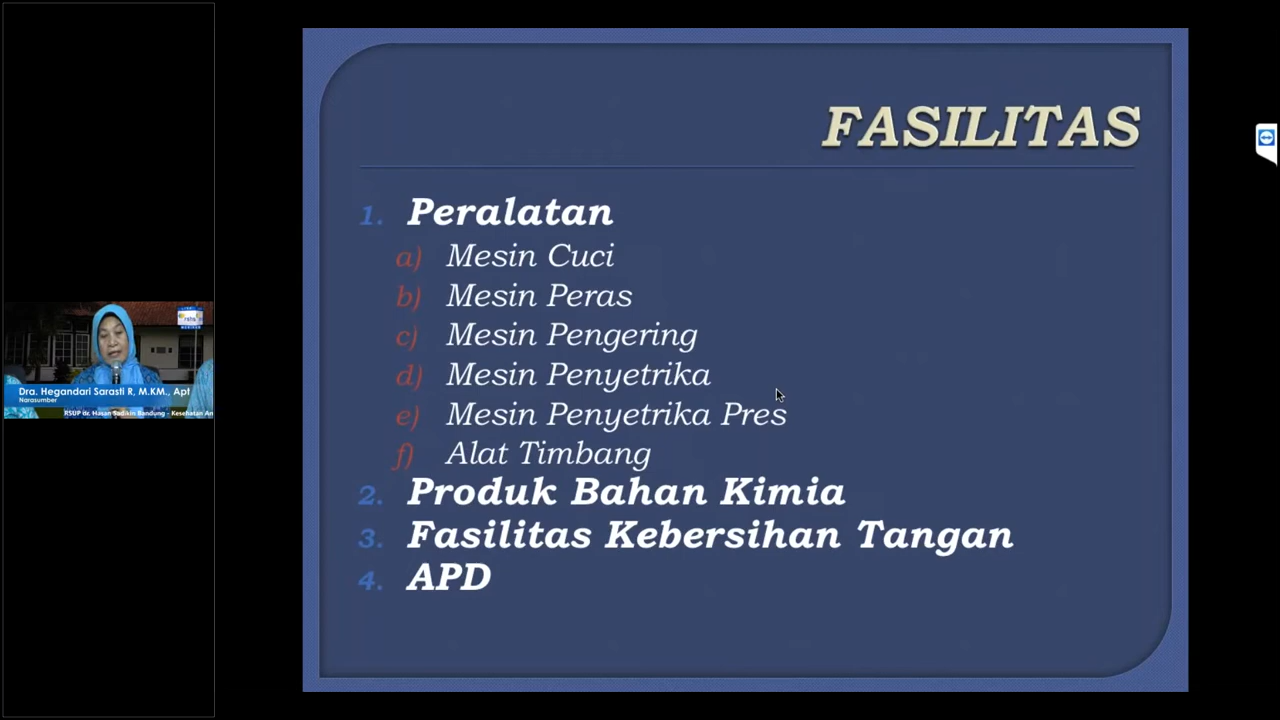 FASILITAS
1. Peralatan
a) Mesin Cuci
b) Mesin Peras
c) Mesin Pengering
d) Mesin Penyetrika
e) Mesin Penyetrika Pres
f) Alat Timbang
2. Produk Bahan Kimia
3. Fasilitas Kebersihan Tangan
4. APD
Dra. Hegandari Sarasti R, M.KM., Apt
Narasumber
RSUP dr. Hasan Sadikin Bandung - Kesehatan An